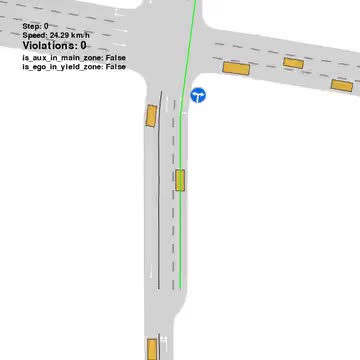 Step: 0
Speed: 24.29 km/h
Violations: 0
is_aux_in_main_zone: False
is_ego_in_yield_zone: False